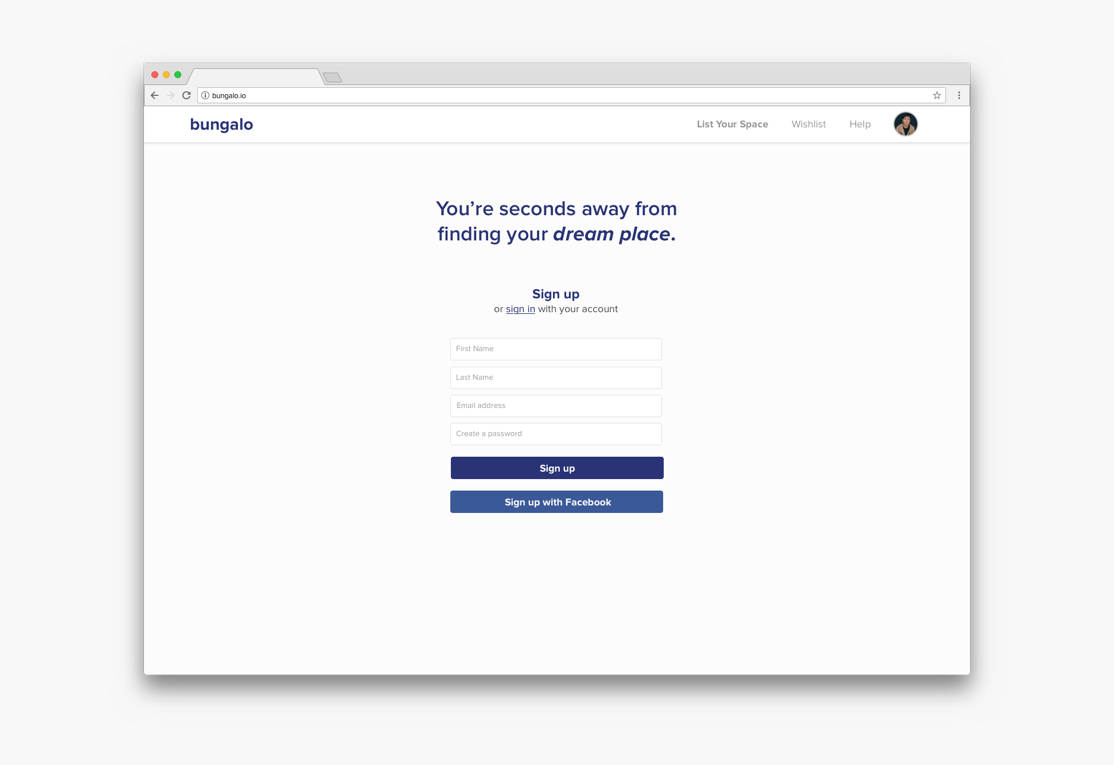 bungalo.io
bungalo
List Your Space
Wishlist
Help
You’re seconds away from
finding your dream place.
Sign up
or sign in with your account
First Name
Last Name
Email address
Create a password
Sign up
Sign up with Facebook